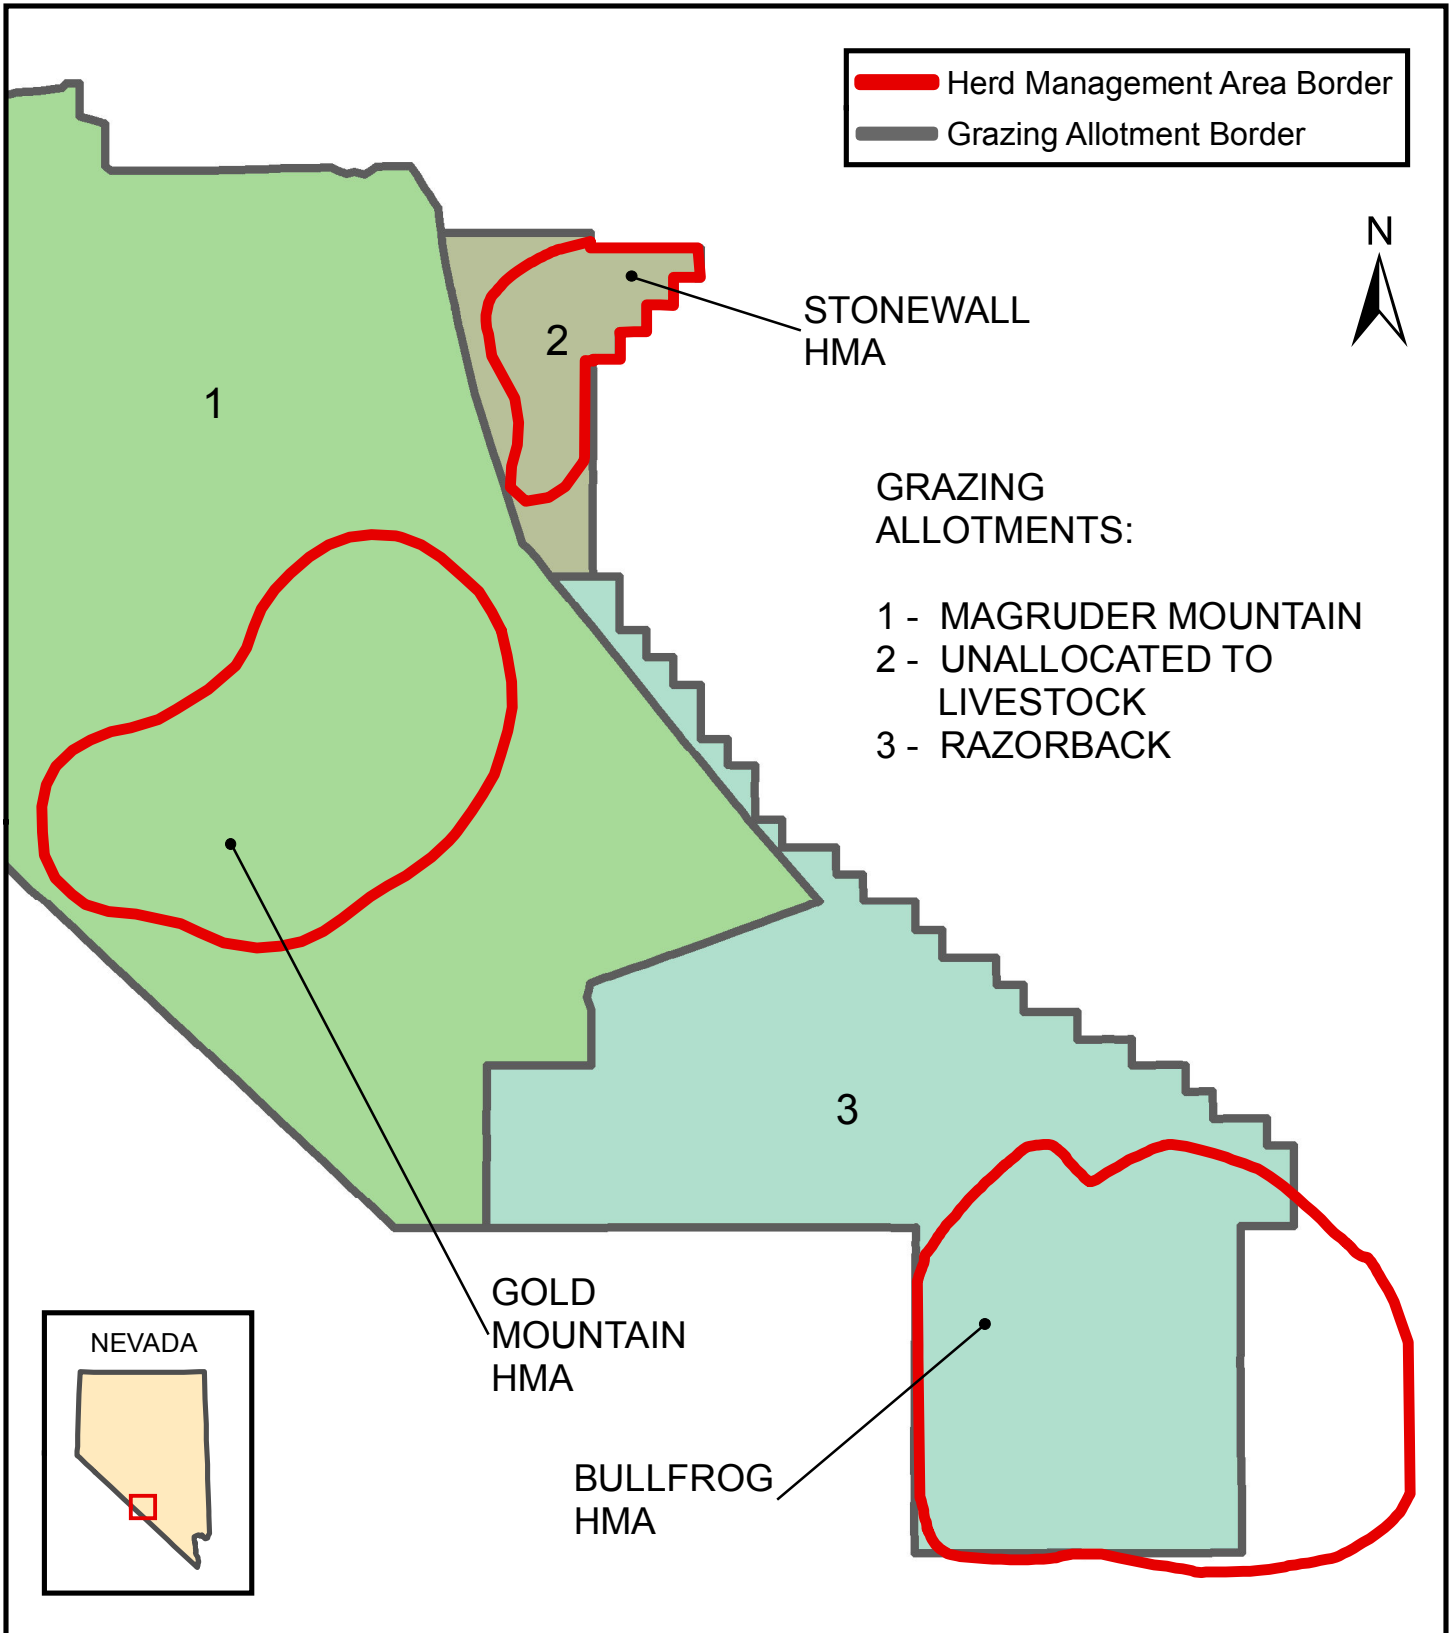 Herd Management Area Border
Grazing Allotment Border
N
STONEWALL
HMA
2
1
GRAZING
ALLOTMENTS:
1 - MAGRUDER MOUNTAIN
2 - UNALLOCATED TO
LIVESTOCK
3 - RAZORBACK
3
GOLD
MOUNTAIN
HMA
NEVADA
BULLFROG
HMA